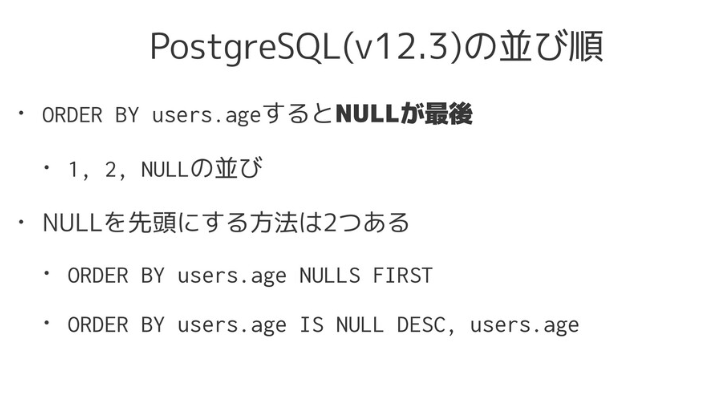 PostgreSQL(v12.3)の並び順
・ ORDER BY users.ageするとNULLが最後
・ 1, 2, NULLの並び
・ NULLを先頭にする方法は2つある
・ ORDER BY users.age NULLS FIRST
・ ORDER BY users.age IS NULL DESC, users.age